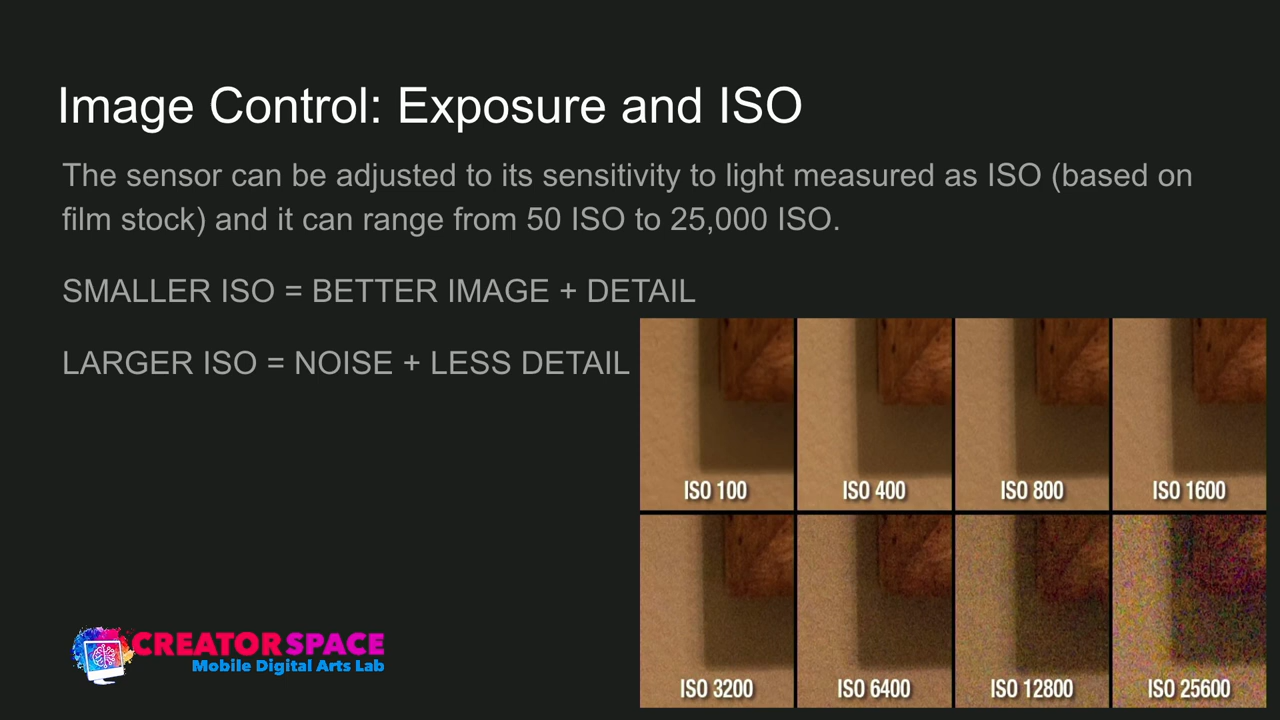 Image Control: Exposure and ISO
The sensor can be adjusted to its sensitivity to light measured as ISO (based on
film stock) and it can range from 50 ISO to 25,000 ISO.
SMALLER ISO = BETTER IMAGE + DETAIL
LARGER ISO = NOISE + LESS DETAIL
ISO 100
ISO 400
ISO 800
ISO 1600
ISO 3200
ISO 6400
ISO 12800
ISO 25600
CREATORSPACE
Mobile Digital Arts Lab